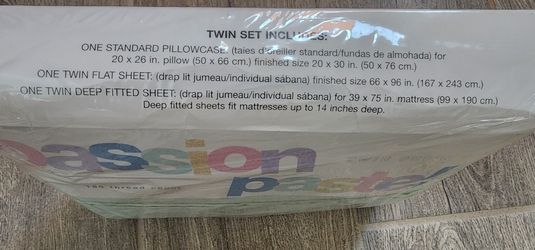 TWIN SET INCLUDES:
ONE STANDARD PILLOWCASE: (taies d'oreiller standard/fundas de almohada) for
20 x 26 in. pillow (50 x 66 cm.) finished size 20 x 30 in. (50 x 76 cm.)
ONE TWIN FLAT SHEET: (drap lit jumeau/individual sábana) finished size 66 x 96 in. (167 x 243 cm.)
ONE TWIN DEEP FITTED SHEET: (drap lit jumeau/individual sábana) for 39 x 75 in. mattress (99 x 190 cm.)
Deep fitted sheets fit mattresses up to 14 inches deep.
passion
pastel
thread count